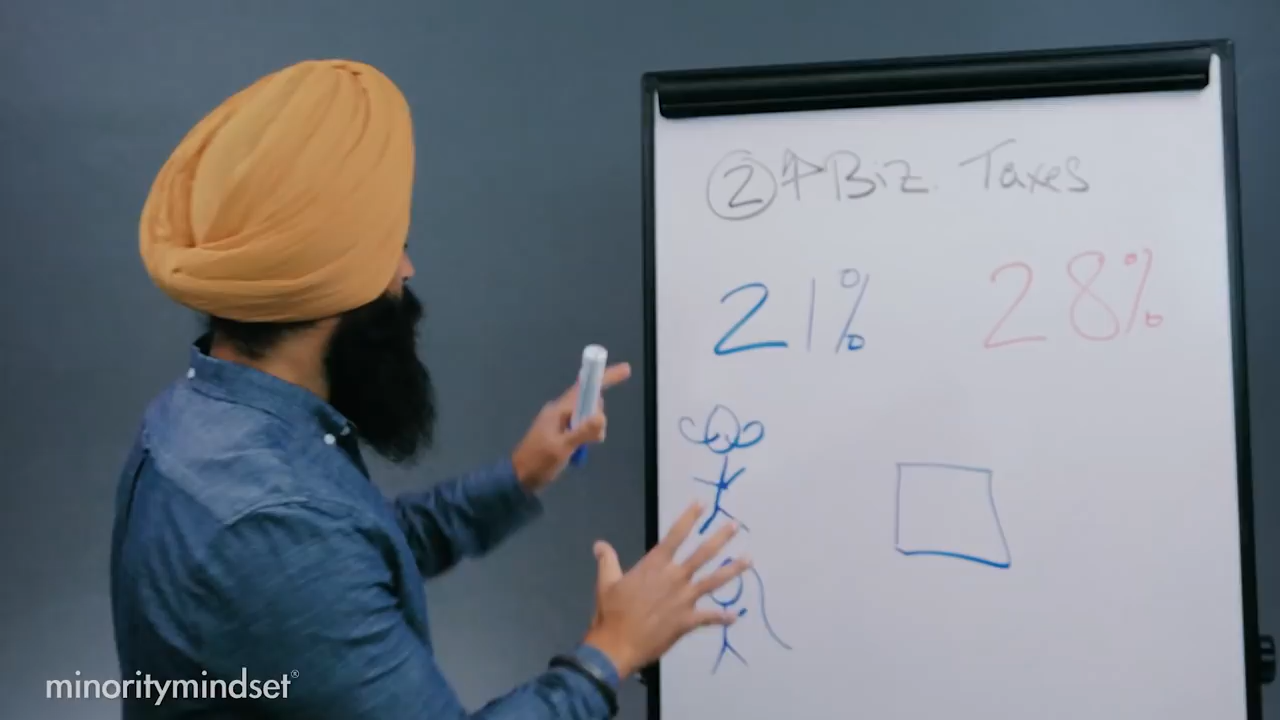 ② ↑ Biz. Taxes
21% 28%
minoritymindset®